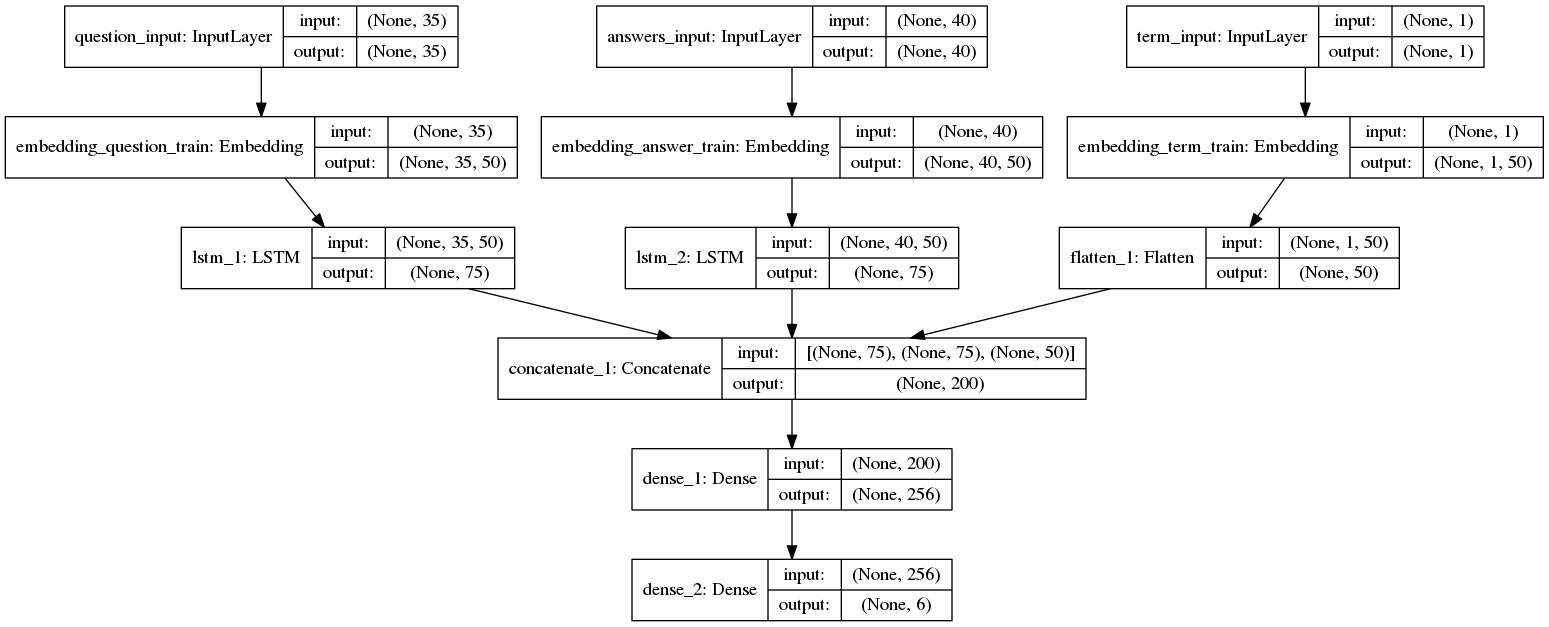 question_input: InputLayer
input:
(None, 35)
output:
(None, 35)
answers_input: InputLayer
input:
(None, 40)
output:
(None, 40)
term_input: InputLayer
input:
(None, 1)
output:
(None, 1)
embedding_question_train: Embedding
input:
(None, 35)
output:
(None, 35, 50)
embedding_answer_train: Embedding
input:
(None, 40)
output:
(None, 40, 50)
embedding_term_train: Embedding
input:
(None, 1)
output:
(None, 1, 50)
lstm_1: LSTM
input:
(None, 35, 50)
output:
(None, 75)
lstm_2: LSTM
input:
(None, 40, 50)
output:
(None, 75)
flatten_1: Flatten
input:
(None, 1, 50)
output:
(None, 50)
concatenate_1: Concatenate
input:
[(None, 75), (None, 75), (None, 50)]
output:
(None, 200)
dense_1: Dense
input:
(None, 200)
output:
(None, 256)
dense_2: Dense
input:
(None, 256)
output:
(None, 6)